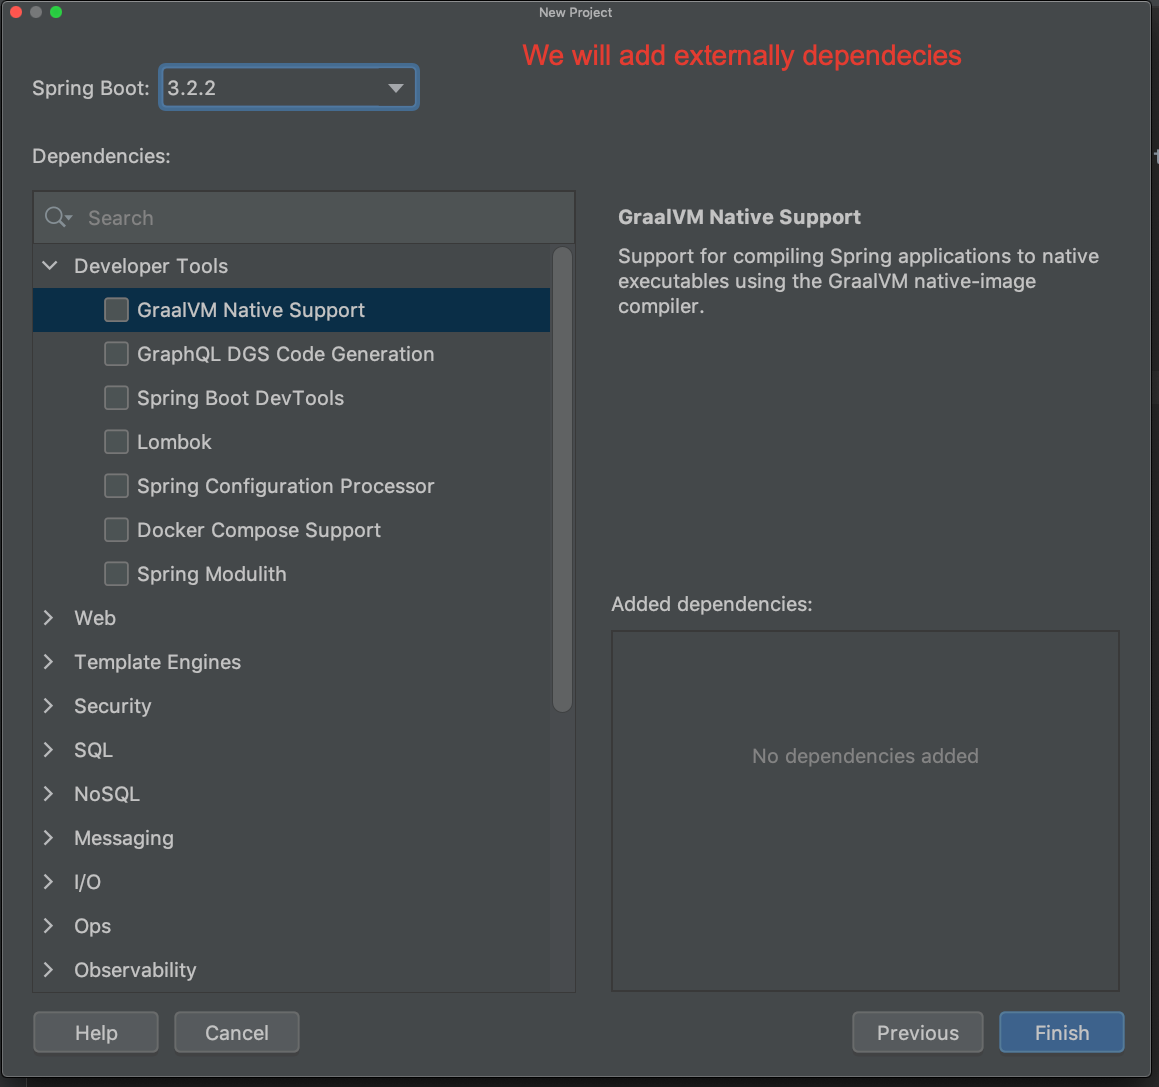 New Project
We will add externally dependecies
Spring Boot: 3.2.2
Dependencies:
Search
Developer Tools
GraalVM Native Support
GraphQL DGS Code Generation
Spring Boot DevTools
Lombok
Spring Configuration Processor
Docker Compose Support
Spring Modulith
Web
Template Engines
Security
SQL
NoSQL
Messaging
I/O
Ops
Observability
GraalVM Native Support
Support for compiling Spring applications to native
executables using the GraalVM native-image
compiler.
Added dependencies:
No dependencies added
Help
Cancel
Previous
Finish